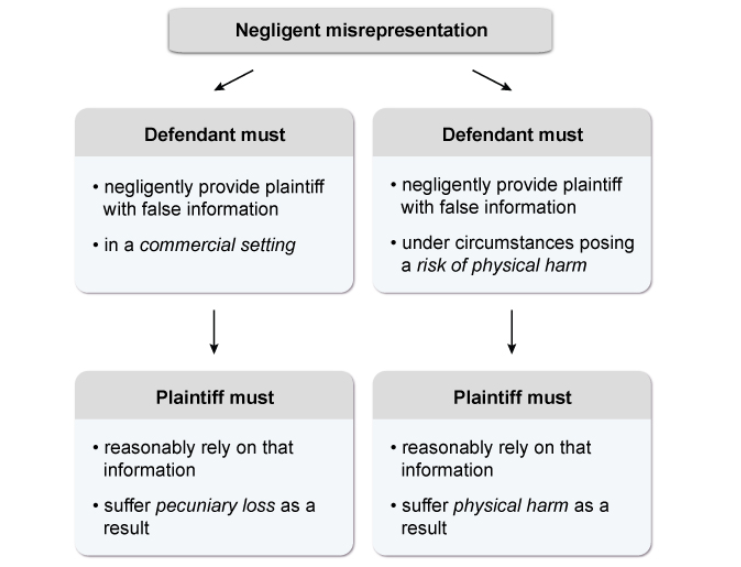 Negligent misrepresentation
Defendant must
• negligently provide plaintiff
with false information
• in a commercial setting
Defendant must
• negligently provide plaintiff
with false information
• under circumstances posing
a risk of physical harm
Plaintiff must
• reasonably rely on that
information
• suffer pecuniary loss as a
result
Plaintiff must
• reasonably rely on that
information
• suffer physical harm as a
result